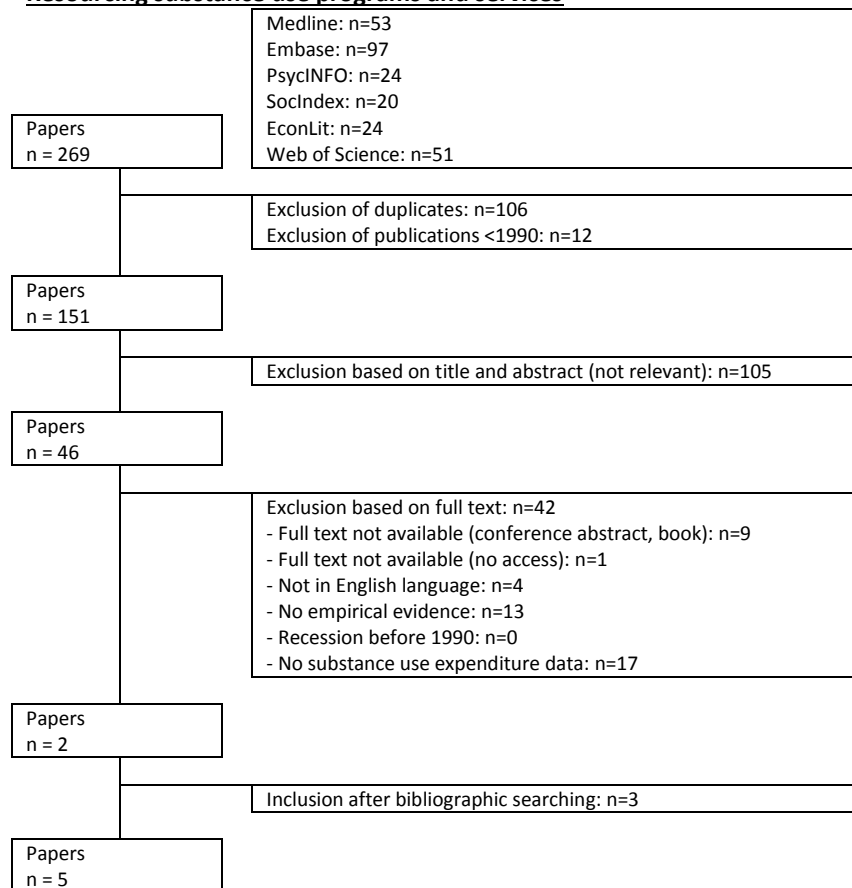 Resourcing substance use programs and services
Medline: n=53
Embase: n=97
PsycINFO: n=24
SocIndex: n=20
EconLit: n=24
Web of Science: n=51
Papers
n = 269
Exclusion of duplicates: n=106
Exclusion of publications <1990: n=12
Papers
n = 151
Exclusion based on title and abstract (not relevant): n=105
Papers
n = 46
Exclusion based on full text: n=42
- Full text not available (conference abstract, book): n=9
- Full text not available (no access): n=1
- Not in English language: n=4
- No empirical evidence: n=13
- Recession before 1990: n=0
- No substance use expenditure data: n=17
Papers
n = 2
Inclusion after bibliographic searching: n=3
Papers
n = 5